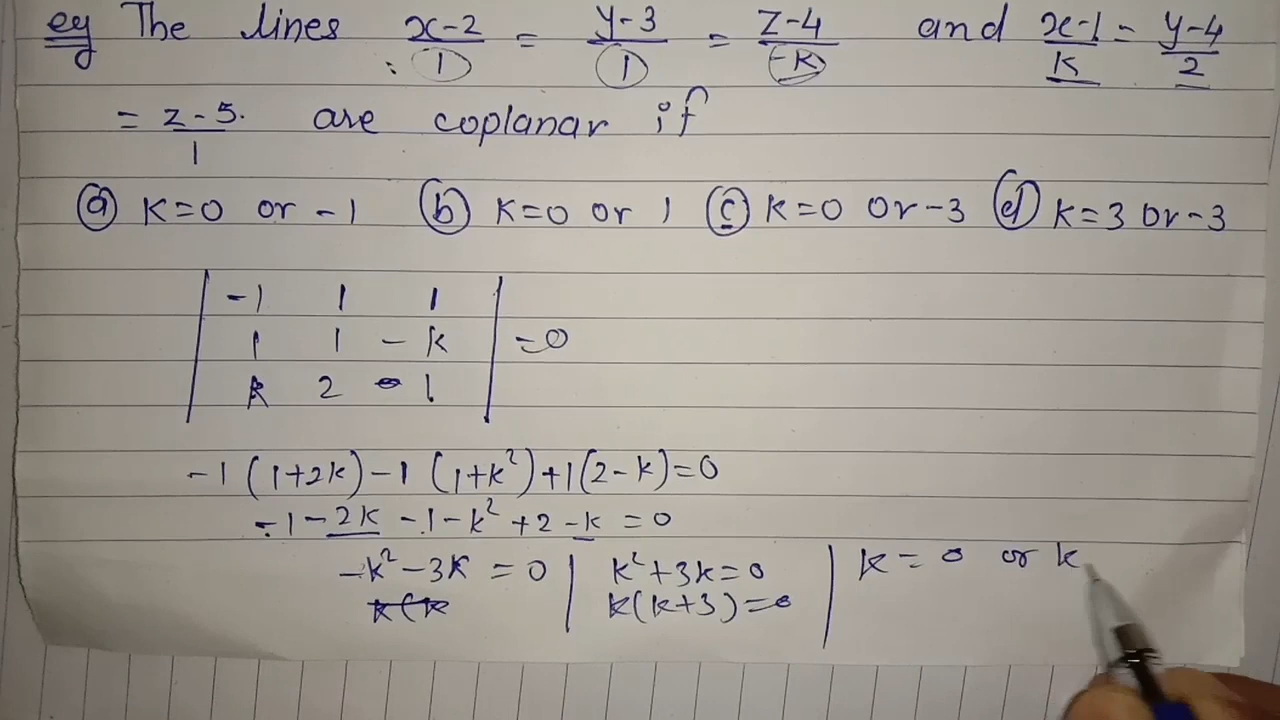 eg The lines x-2/1 = y-3/1 = z-4/-k and x-1/k = y-4/2
= z-5/1 are coplanar if
(a) k=0 or -1 (b) k=0 or 1 (c) k=0 or -3 (d) k=3 or -3
| -1 1 1 |
| 1 1 -k | =0
| k 2 1 |
-1 (1+2k) -1 (1+k²) +1(2-k)=0
-1-2k -1-k² +2-k =0
-k²-3k =0 | k²+3k=0 | k=0 or k
k(k | k(k+3)=0